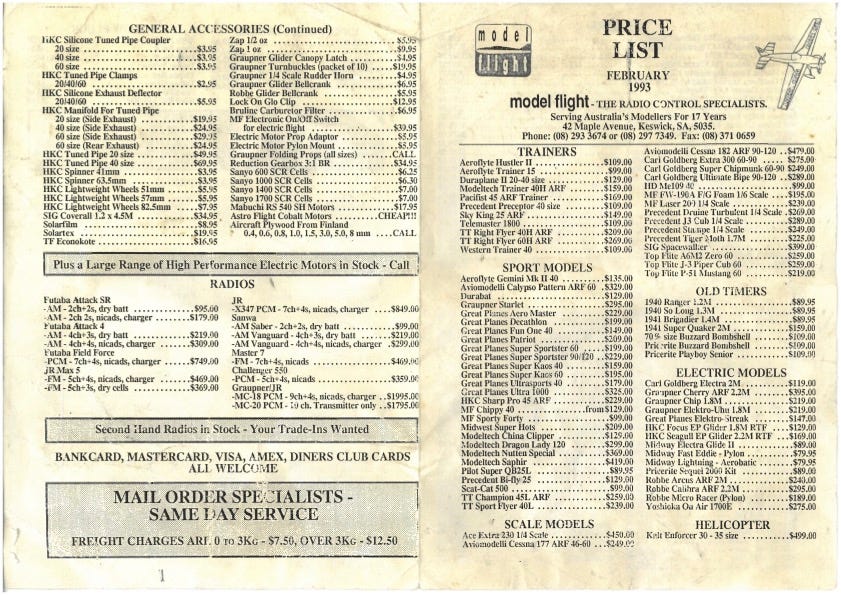 GENERAL ACCESSORIES (Continued)
HKC Silicone Tuned Pipe Coupler
20 size $3.95
40 size $3.95
60 size $3.95
HKC Tuned Pipe Clamps
20/40/60 $2.95
HKC Silicone Exhaust Deflector
20/40/60 $5.95
HKC Manifold For Tuned Pipe
20 size (Side Exhaust) $19.95
40 size (Side Exhaust) $24.95
60 size (Side Exhaust) $29.95
60 size (Rear Exhaust) $24.95
HKC Tuned Pipe 20 size $49.95
HKC Tuned Pipe 40 size $69.95
HKC Spinner 41mm $3.95
HKC Spinner 63.5mm $3.95
HKC Lightweight Wheels 51mm $5.95
HKC Lightweight Wheels 57mm $5.95
HKC Lightweight Wheels 82.5mm $7.95
SIG Coverall 1.2 x 4.5M $34.95
Solarfilm $8.95
Solartex $19.95
TF Econokote $16.95
Zap 1/2 oz $5.95
Zap 1 oz $9.95
Graupner Glider Canopy Latch $4.95
Graupner Turnbuckles (packet of 10) $19.95
Graupner 1/4 Scale Rudder Horn $4.95
Graupner Glider Bellcrank $6.95
Robbe Glider Bellcrank $5.95
Lock On Glo Clip $12.95
Bruline Carburetor Filter $6.95
MF Electronic On/Off Switch
for electric flight $39.95
Electric Motor Prop Adaptor $5.95
Electric Motor Pylon Mount $5.95
Graupner Folding Props (all sizes) CALL
Reduction Gearbox 3:1 BR $34.95
Sanyo 600 SCR Cells $6.25
Sanyo 1000 SCR Cells $6.30
Sanyo 1400 SCR Cells $7.00
Sanyo 1700 SCR Cells $7.00
Mabuchi RS 540 SH Motors $17.95
Astro Flight Cobalt Motors CHEAP!!!
Aircraft Plywood From Finland
0.4, 0.6, 0.8, 1.0, 1.5, 3.0, 5.0, 8 mm CALL
Plus a Large Range of High Performance Electric Motors in Stock - Call
RADIOS
Futaba Attack SR
-AM - 2ch+2s, dry batt $95.00
-AM - 2ch 2s, nicads, charger $179.00
Futaba Attack 4
-AM - 4ch+3s, dry batt $219.00
-AM - 4ch+4s, nicads, charger $309.00
Futaba Field Force
-PCM - 7ch+4s, nicads, charger $749.00
JR Max 5
-FM - 5ch+4s, nicads, charger $469.00
-FM - 5ch+3s, dry cells $369.00
JR
-X347 PCM - 7ch+4s, nicads, charger $849.00
Sanwa
-AM Saber - 2ch+2s, dry batt $99.00
-AM Vanguard - 4ch+3s, dry batt $219.00
-AM Vanguard - 4ch+4s, nicads, charger $299.00
Master 7
-FM - 7ch+4s, nicads $469.00
Challenger 550
-PCM - 5ch+4s, nicads $359.00
Graupner/JR
-MC-18 PCM - 9ch+4s, nicads, charger $1995.00
-MC-20 PCM - 10 ch. Transmitter only $1795.00
Second Hand Radios in Stock - Your Trade-Ins Wanted
BANKCARD, MASTERCARD, VISA, AMEX, DINERS CLUB CARDS
ALL WELCOME
MAIL ORDER SPECIALISTS -
SAME DAY SERVICE
FREIGHT CHARGES ARE 0 TO 3KG - $7.50, OVER 3KG - $12.50
1
model
flight
PRICE
LIST
FEBRUARY
1993
model flight - THE RADIO CONTROL SPECIALISTS.
Serving Australia's Modellers For 17 Years
42 Maple Avenue, Keswick, SA, 5035.
Phone: (08) 293 3674 or (08) 297 7349. Fax: (08) 371 0659
TRAINERS
Aeroflyte Hustler II $109.00
Aeroflyte Trainer 15 $99.00
Duraplane II 20-40 size $129.00
Modeltech Trainer 40H ARF $159.00
Pacifist 45 ARF Trainer $169.00
Precedent Preceptor 40 size $109.00
Sky King 25 ARF $149.00
Telemaster 1800 $109.00
TT Right Flyer 40H ARF $209.00
TT Right Flyer 60H ARF $269.00
Western Trainer 40 $109.00
SPORT MODELS
Aeroflyte Gemini Mk II 40 $135.00
Aviomodelli Calypso Pattern ARF 60 $329.00
Durabat $129.00
Graupner Starlet $295.00
Great Planes Aero Master $229.00
Great Planes Decathlon $199.00
Great Planes Fun One 40 $149.00
Great Planes Patriot $209.00
Great Planes Super Sportster 60 $199.00
Great Planes Super Sportster 90/120 $229.00
Great Planes Super Kaos 40 $159.00
Great Planes Super Kaos 60 $195.00
Great Planes Ultrasports 40 $179.00
Great Planes Ultra 1000 $325.00
HKC Sharp Pro 45 ARF $229.00
MF Chippy 40 from $129.00
MF Sporty Forty $99.00
Midwest Super Hots $209.00
Modeltech China Clipper $129.00
Modeltech Dragon Lady 120 $299.00
Modeltech Nutten Special $369.00
Modeltech Saphir $419.00
Pilot Super QB25L $89.95
Precedent Bi-fly 25 $129.00
Scat-Cat 500 $99.00
TT Champion 45L ARF $259.00
TT Sport Flyer 40L $239.00
SCALE MODELS
Ace Extra 230 1/4 Scale $450.00
Aviomodelli Cessna 177 ARF 46-60 $249.00
Aviomodelli Cessna 182 ARF 90-120 $479.00
Carl Goldberg Extra 300 60-90 $275.00
Carl Goldberg Super Chipmunk 60-90 $249.00
Carl Goldberg Ultimate Bipe 90-120 $289.00
HD Me109 40 $99.00
MF FW-190A F/G Foam 1/6 Scale $195.00
MF Laser 200 1/4 Scale $239.00
Precedent Druine Turbulent 1/4 Scale $269.00
Precedent J3 Cub 1/4 Scale $289.00
Precedent Stampe 1/4 Scale $249.00
Precedent Tiger Moth 1.7M $225.00
SIG Spacewalker $399.00
Top Flite A6M2 Zero 60 $259.00
Top Flite J-3 Piper Cub 60 $259.00
Top Flite P-51 Mustang 60 $219.00
OLD TIMERS
1940 Ranger 1.2M $89.95
1940 So Long 1.3M $89.95
1941 Brigadier 1.4M $89.95
1941 Super Quaker 2M $159.00
70% size Buzzard Bombshell $109.00
Pricerite Buzzard Bombshell $109.00
Pricerite Playboy Senior $109.00
ELECTRIC MODELS
Carl Goldberg Electra 2M $119.00
Graupner Cherry ARF 2.2M $395.00
Graupner Chip 1.8M $219.00
Graupner Elektro-Uhu 1.8M $219.00
Great Planes Elektro-Streak $147.00
HKC Focus EP Glider 1.8M RTF $129.00
HKC Seagull EP Glider 2.2M RTF $169.00
Midway Electra Glide II $89.00
Midway Fast Eddie - Pylon $79.95
Midway Lightning - Aerobatic $79.95
Pricerite Sequel 2000 Kit $89.00
Robbe Arcus ARF 2M $240.00
Robbe Calibra ARF 2.2M $295.00
Robbe Micro Racer (Pylon) $189.00
Yoshioka Oa Air 1700E $275.00
HELICOPTER
Kalt Enforcer 30 - 35 size $499.00